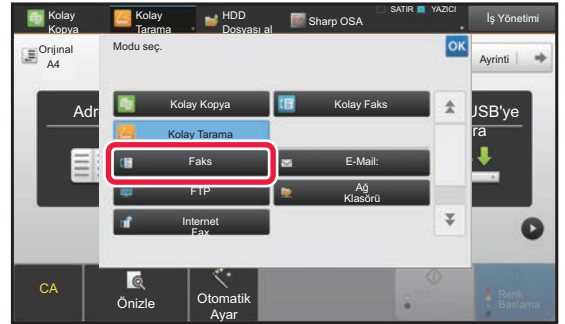 Kolay
Kopya
Kolay
Tarama
HDD
Dosyası al
Sharp OSA
SATIR
YAZICI
İş Yönetimi
Orijinal
A4
Modu seç.
OK
Ayrinti
Adr
USB'ye
ra
Kolay Kopya
Kolay Faks
Kolay Tarama
Faks
E-Mail:
FTP
Ağ
Klasörü
Internet
Fax
CA
Önizle
Otomatik
Ayar
Renk
Baslama